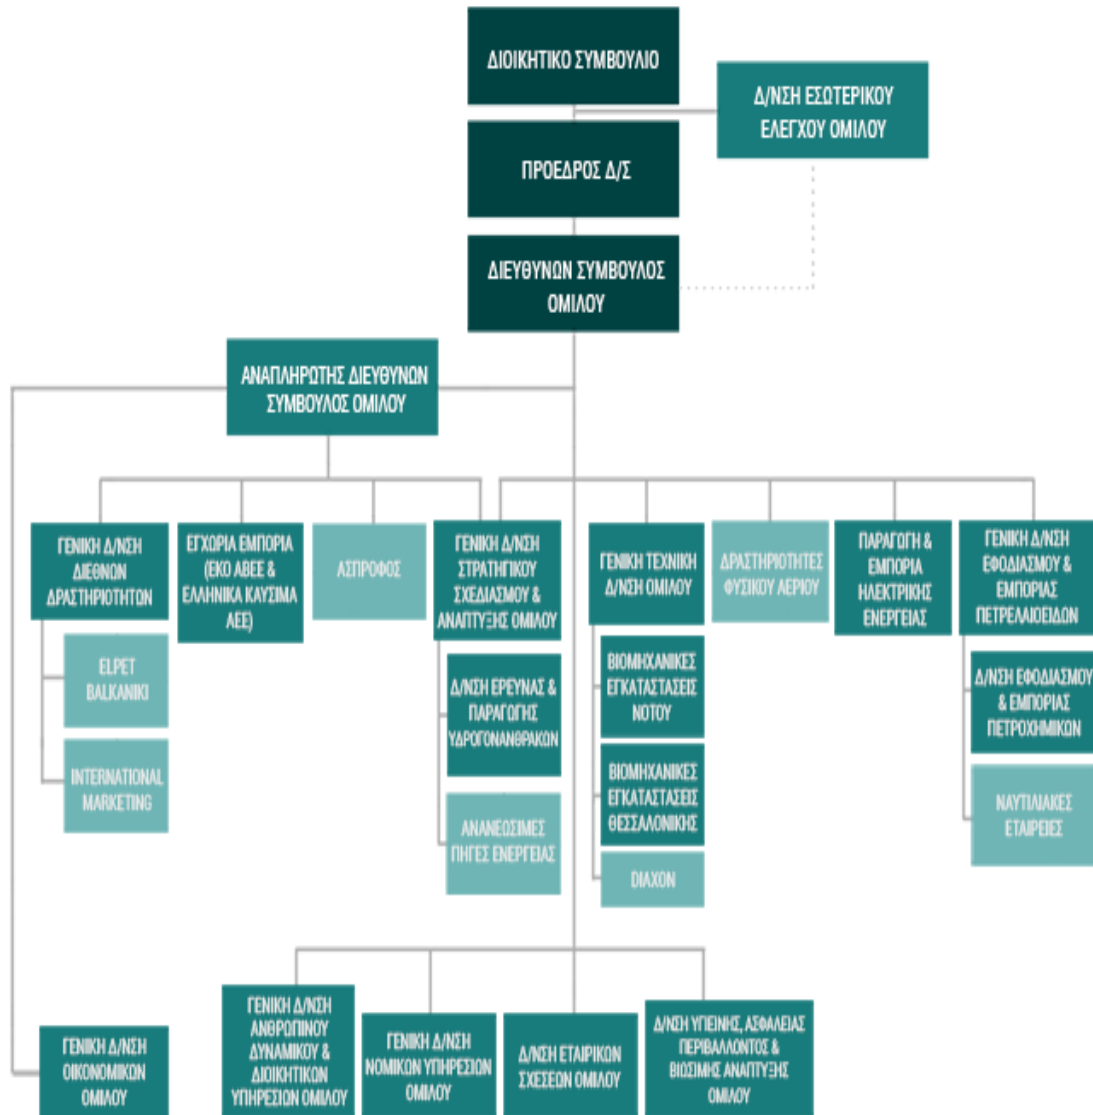 ΔΙΟΙΚΗΤΙΚΟ ΣΥΜΒΟΥΛΙΟ
Δ/ΝΣΗ ΕΣΩΤΕΡΙΚΟΥ
ΕΛΕΓΧΟΥ ΟΜΙΛΟΥ
ΠΡΟΕΔΡΟΣ Δ/Σ
ΔΙΕΥΘΥΝΩΝ ΣΥΜΒΟΥΛΟΣ
ΟΜΙΛΟΥ
ΑΝΑΠΛΗΡΩΤΗΣ ΔΙΕΥΘΥΝΩΝ
ΣΥΜΒΟΥΛΟΣ ΟΜΙΛΟΥ
ΓΕΝΙΚΗ Δ/ΝΣΗ
ΔΙΕΘΝΩΝ
ΔΡΑΣΤΗΡΙΟΤΗΤΩΝ
ELPET
BALKANIKI
INTERNATIONAL
MARKETING
ΕΓΧΩΡΙΑ ΕΜΠΟΡΙΑ
(ΕΚΟ ΑΒΕΕ &
ΕΛΛΗΝΙΚΑ ΚΑΥΣΙΜΑ
ΑΕΕ)
ΑΣΠΡΟΦΟΣ
ΓΕΝΙΚΗ Δ/ΝΣΗ
ΣΤΡΑΤΗΓΙΚΟΥ
ΣΧΕΔΙΑΣΜΟΥ &
ΑΝΑΠΤΥΞΗΣ ΟΜΙΛΟΥ
Δ/ΝΣΗ ΕΡΕΥΝΑΣ &
ΠΑΡΑΓΩΓΗΣ
ΥΔΡΟΓΟΝΑΝΘΡΑΚΩΝ
ΑΝΑΝΕΩΣΙΜΕΣ
ΠΗΓΕΣ ΕΝΕΡΓΕΙΑΣ
ΓΕΝΙΚΗ ΤΕΧΝΙΚΗ
Δ/ΝΣΗ ΟΜΙΛΟΥ
ΒΙΟΜΗΧΑΝΙΚΕΣ
ΕΓΚΑΤΑΣΤΑΣΕΙΣ
ΝΟΤΟΥ
ΒΙΟΜΗΧΑΝΙΚΕΣ
ΕΓΚΑΤΑΣΤΑΣΕΙΣ
ΘΕΣΣΑΛΟΝΙΚΗΣ
DIAXON
ΔΡΑΣΤΗΡΙΟΤΗΤΕΣ
ΦΥΣΙΚΟΥ ΑΕΡΙΟΥ
ΠΑΡΑΓΩΓΗ &
ΕΜΠΟΡΙΑ
ΗΛΕΚΤΡΙΚΗΣ
ΕΝΕΡΓΕΙΑΣ
ΓΕΝΙΚΗ Δ/ΝΣΗ
ΕΦΟΔΙΑΣΜΟΥ &
ΕΜΠΟΡΙΑΣ
ΠΕΤΡΕΛΑΙΟΕΙΔΩΝ
Δ/ΝΣΗ ΕΦΟΔΙΑΣΜΟΥ
& ΕΜΠΟΡΙΑΣ
ΠΕΤΡΟΧΗΜΙΚΩΝ
ΝΑΥΤΙΛΙΑΚΕΣ
ΕΤΑΙΡΕΙΕΣ
ΓΕΝΙΚΗ Δ/ΝΣΗ
ΟΙΚΟΝΟΜΙΚΩΝ
ΟΜΙΛΟΥ
ΓΕΝΙΚΗ Δ/ΝΣΗ
ΑΝΘΡΩΠΙΝΟΥ
ΔΥΝΑΜΙΚΟΥ &
ΔΙΟΙΚΗΤΙΚΩΝ
ΥΠΗΡΕΣΙΩΝ ΟΜΙΛΟΥ
ΓΕΝΙΚΗ Δ/ΝΣΗ
ΝΟΜΙΚΩΝ ΥΠΗΡΕΣΙΩΝ
ΟΜΙΛΟΥ
Δ/ΝΣΗ ΕΤΑΙΡΙΚΩΝ
ΣΧΕΣΕΩΝ ΟΜΙΛΟΥ
Δ/ΝΣΗ ΥΓΙΕΙΝΗΣ, ΑΣΦΑΛΕΙΑΣ
ΠΕΡΙΒΑΛΛΟΝΤΟΣ &
ΒΙΩΣΙΜΗΣ ΑΝΑΠΤΥΞΗΣ
ΟΜΙΛΟΥ